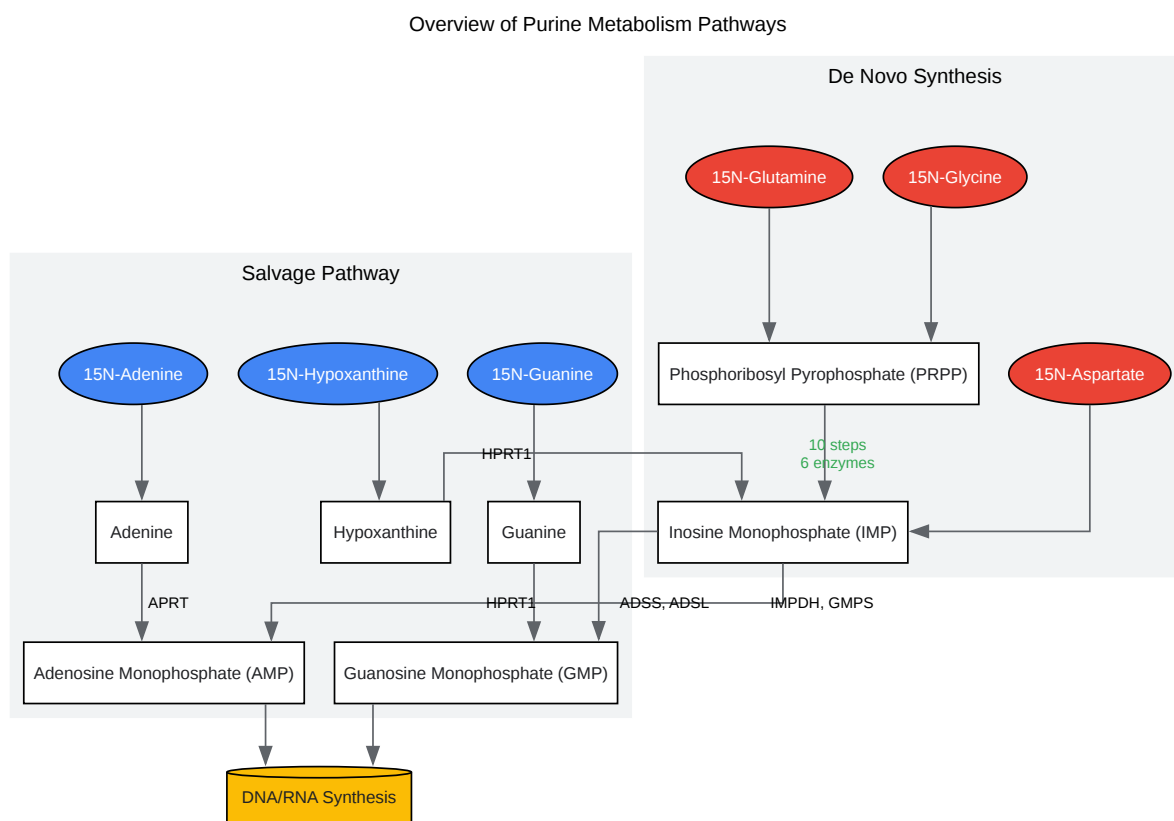 Overview of Purine Metabolism Pathways
De Novo Synthesis
15N-Glutamine
15N-Glycine
Salvage Pathway
15N-Adenine
15N-Hypoxanthine
15N-Guanine
Phosphoribosyl Pyrophosphate (PRPP)
15N-Aspartate
HPRT1
10 steps
6 enzymes
Adenine
Hypoxanthine
Guanine
Inosine Monophosphate (IMP)
APRT
HPRT1
ADSS, ADSL
IMPDH, GMPS
Adenosine Monophosphate (AMP)
Guanosine Monophosphate (GMP)
DNA/RNA Synthesis